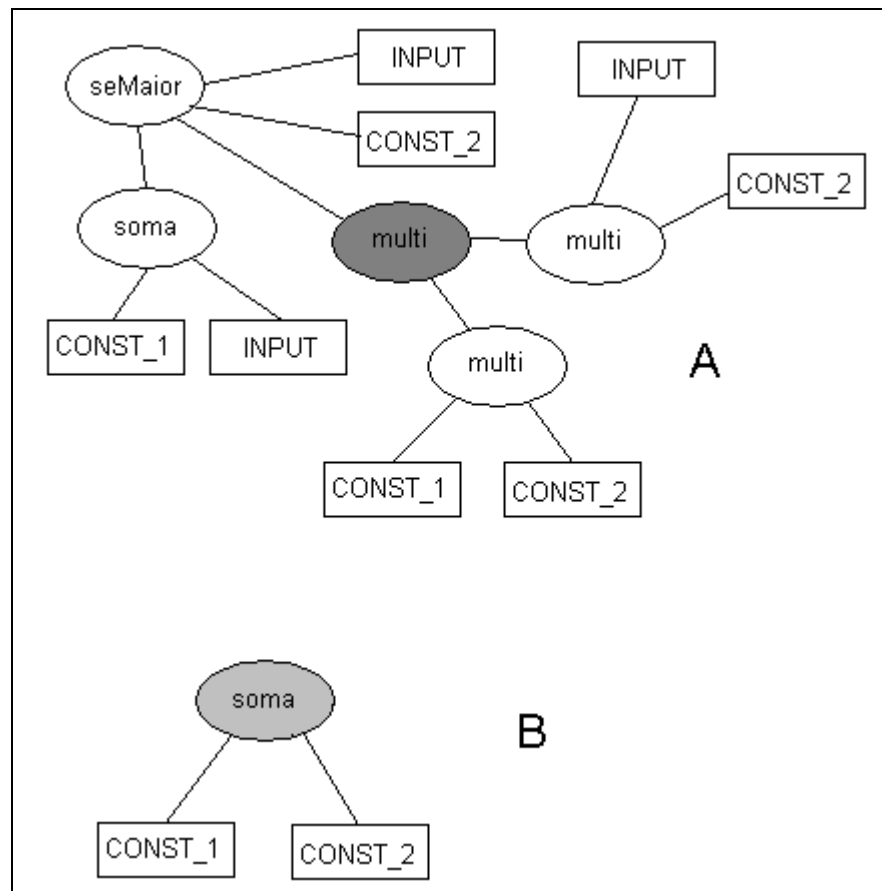 INPUT
INPUT
seMaior
CONST_2
CONST_2
soma
multi
multi
CONST_1
INPUT
multi
A
CONST_1
CONST_2
soma
B
CONST_1
CONST_2